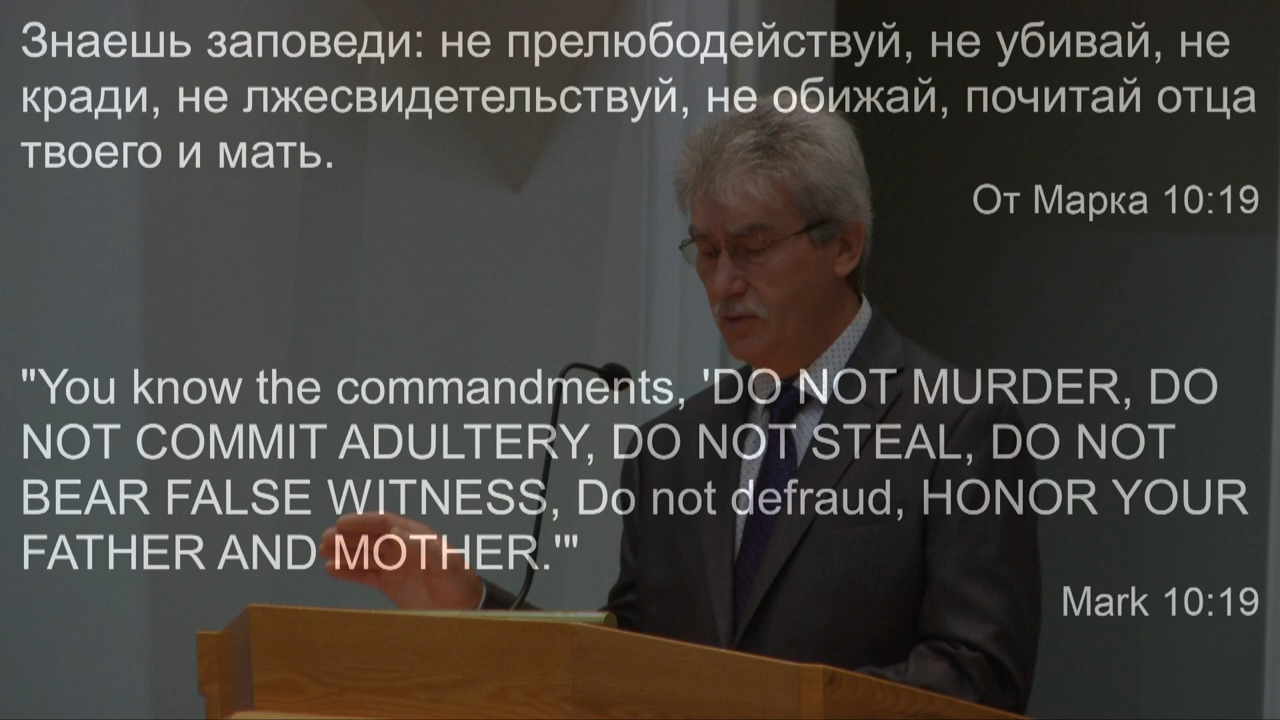 Знаешь заповеди: не прелюбодействуй, не убивай, не
кради, не лжесвидетельствуй, не обижай, почитай отца
твоего и мать.
От Марка 10:19
"You know the commandments, 'DO NOT MURDER, DO
NOT COMMIT ADULTERY, DO NOT STEAL, DO NOT
BEAR FALSE WITNESS, Do not defraud, HONOR YOUR
FATHER AND MOTHER.'"
Mark 10:19